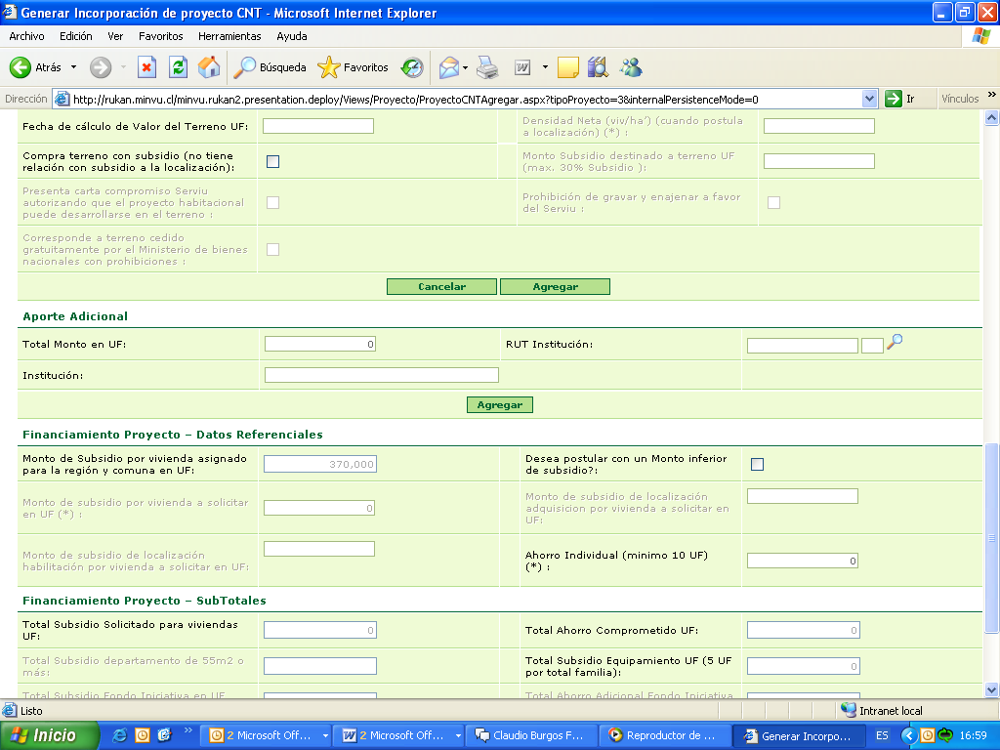 Generar Incorporación de proyecto CNT - Microsoft Internet Explorer
Archivo Edición Ver Favoritos Herramientas Ayuda
Atrás Búsqueda Favoritos
Dirección http://rukan.minvu.cl/minvu.rukan2.presentation.deploy/Views/Proyecto/ProyectoCNTAgregar.aspx?tipoProyecto=3&internalPersistenceMode=0 Ir Vínculos »
Fecha de cálculo de Valor del Terreno UF:
Densidad Neta (viv/ha') (cuando postula
a localización) (*) :
Compra terreno con subsidio (no tiene
relación con subsidio a la localización):
Monto Subsidio destinado a terreno UF
(max. 30% Subsidio ):
Presenta carta compromiso Serviu
autorizando que el proyecto habitacional
puede desarrollarse en el terreno :
Prohibición de gravar y enajenar a favor
del Serviu :
Corresponde a terreno cedido
gratuitamente por el Ministerio de bienes
nacionales con prohibiciones :
Cancelar Agregar
Aporte Adicional
Total Monto en UF: 0
RUT Institución:
Institución:
Agregar
Financiamiento Proyecto – Datos Referenciales
Monto de Subsidio por vivienda asignado
para la región y comuna en UF: 370,000
Desea postular con un Monto inferior
de subsidio?:
Monto de subsidio por vivienda a solicitar
en UF (*) : 0
Monto de subsidio de localización
adquisicion por vivienda a solicitar en
UF:
Monto de subsidio de localización
habilitación por vivienda a solicitar en UF:
Ahorro Individual (minimo 10 UF)
(*) : 0
Financiamiento Proyecto – SubTotales
Total Subsidio Solicitado para viviendas
UF: 0
Total Ahorro Comprometido UF: 0
Total Subsidio departamento de 55m2 o
más:
Total Subsidio Equipamiento UF (5 UF
por total familia): 0
Total Subsidio Fondo Iniciativa en UF
Total Ahorro Adicional Fondo Iniciativa
Listo Intranet local
Inicio » 2 Microsoft Off... 2 Microsoft Off... Claudio Burgos F... Reproductor de ... Generar Incorpo... ES 16:59